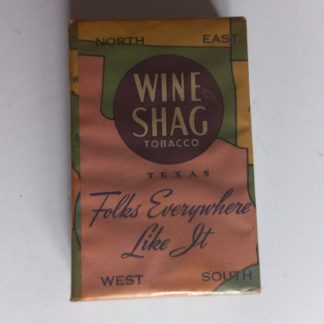 NORTH EAST
WINE
SHAG
TOBACCO
TEXAS
Folks Everywhere
Like It
WEST SOUTH